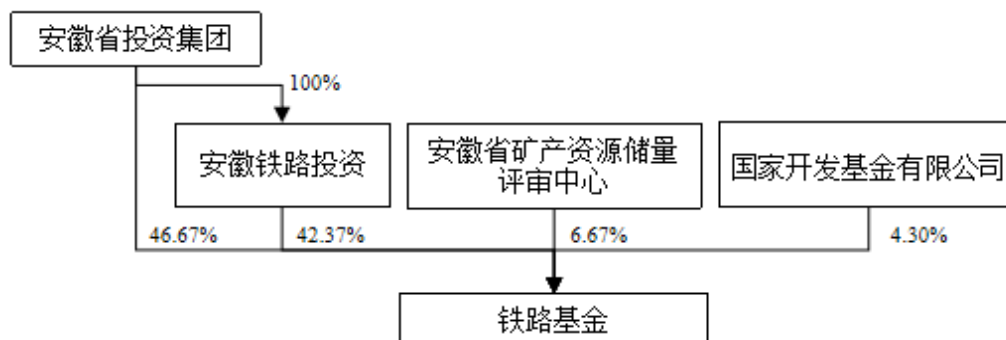 安徽省投资集团
100%
安徽铁路投资
安徽省矿产资源储量
评审中心
国家开发基金有限公司
46.67%
42.37%
6.67%
4.30%
铁路基金